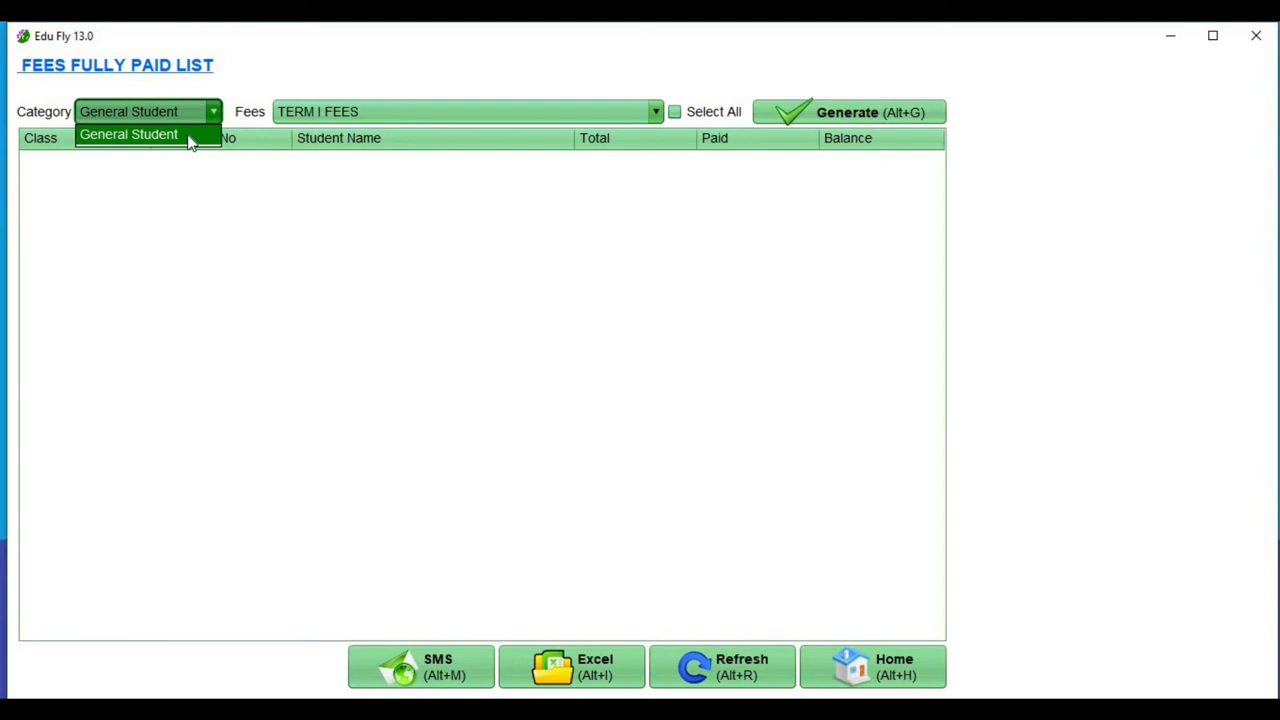 Edu Fly 13.0
FEES FULLY PAID LIST
Category General Student Fees TERM I FEES Select All Generate (Alt+G)
General Student
Class No Student Name Total Paid Balance
SMS (Alt+M)
Excel (Alt+I)
Refresh (Alt+R)
Home (Alt+H)